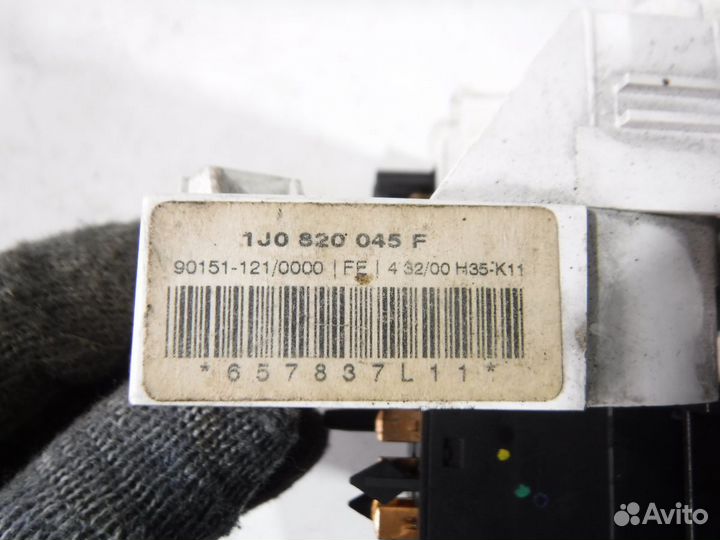 1J0 820 045 F
90151-121/0000 | FE | 4 32/00 H35-K11
*657837L11*
Avito